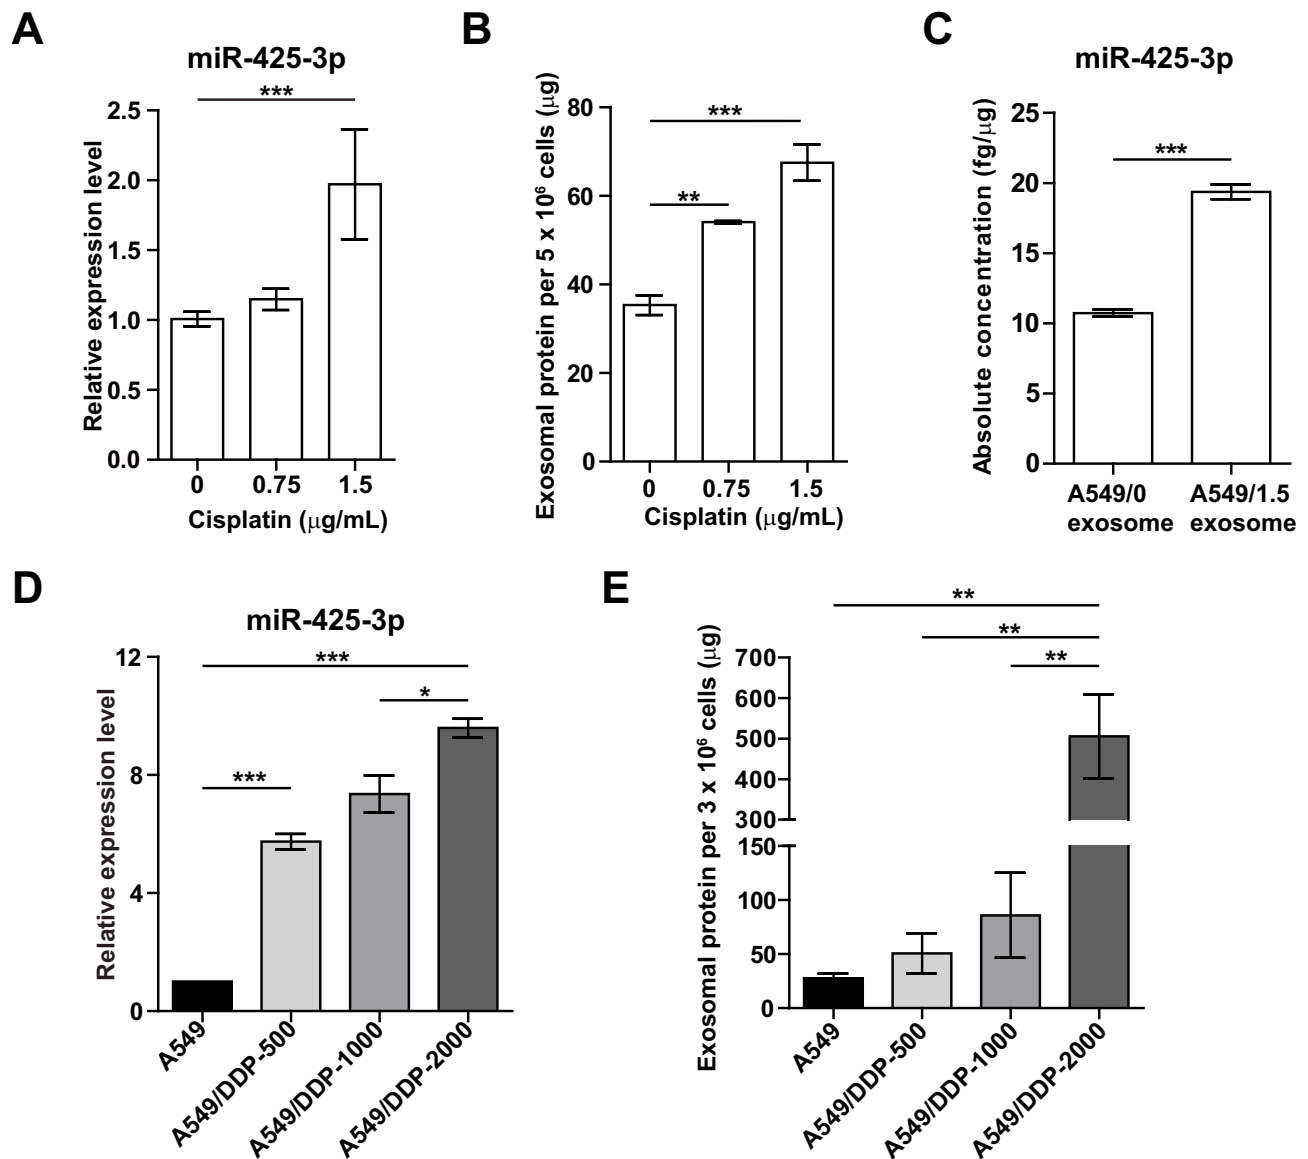 A
miR-425-3p
***
Relative expression level
2.5
2.0
1.5
1.0
0.5
0.0
0 0.75 1.5
Cisplatin (μg/mL)
B
Exosomal protein per 5 x 10⁶ cells (μg)
***
**
80
60
40
20
0
0 0.75 1.5
Cisplatin (μg/mL)
C
miR-425-3p
Absolute concentration (fg/μg)
***
25
20
15
10
5
0
A549/0 A549/1.5
exosome exosome
D
miR-425-3p
Relative expression level
***
*
***
12
8
4
0
A549
A549/DDP-500
A549/DDP-1000
A549/DDP-2000
E
Exosomal protein per 3 x 10⁶ cells (μg)
**
**
**
700
600
500
400
300
150
100
50
0
A549
A549/DDP-500
A549/DDP-1000
A549/DDP-2000